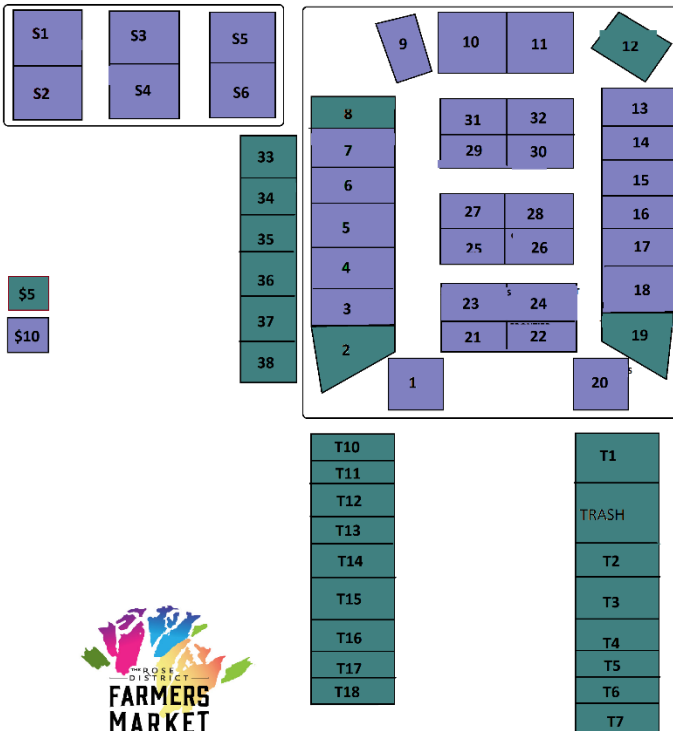 S1 S3 S5
S2 S4 S6
9 10 11 12
8
31 32
13
7
29 30
14
33
6
15
34
5
27 28
16
35
25 26
17
36
4
$5
3
23 24
18
37
$10
2
21 22
19
38
1
20
T10
T1
T11
T12
TRASH
T13
T14
T2
T15
T3
T16
T4
T17
T5
T18
T6
T7
THE ROSE
DISTRICT
FARMERS
MARKET